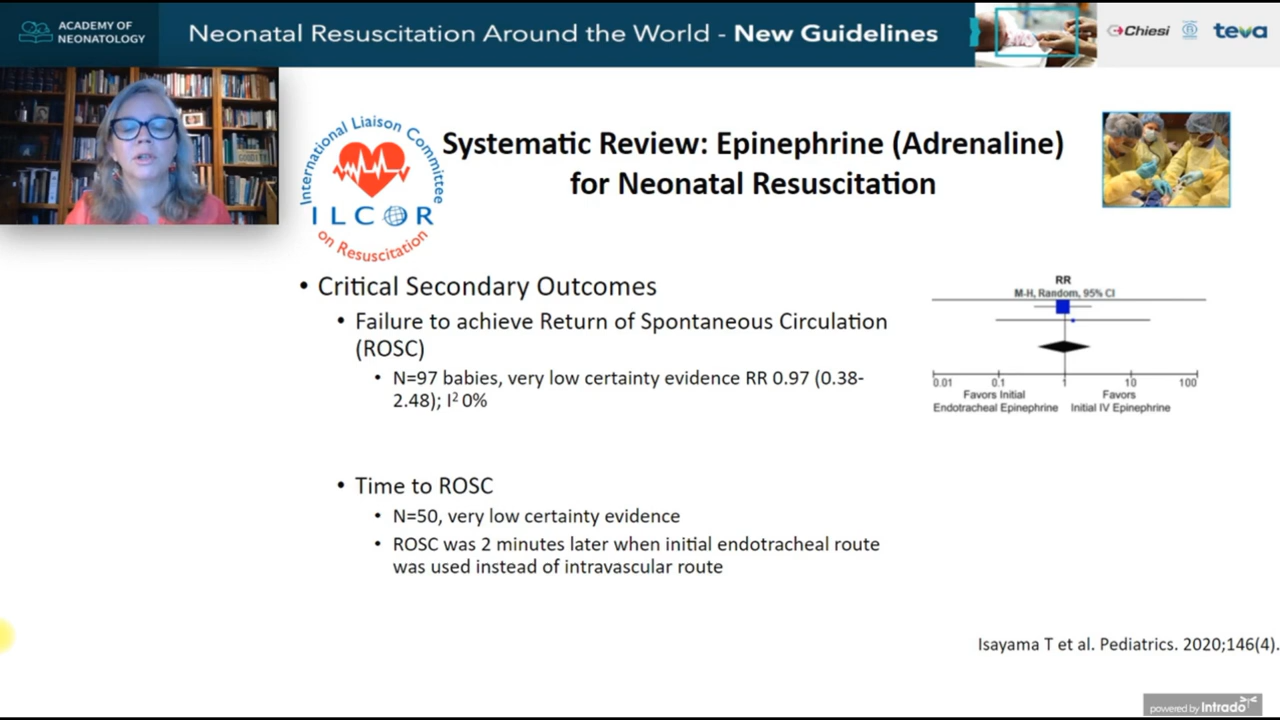 ACADEMY OF
NEONATOLOGY
Neonatal Resuscitation Around the World - New Guidelines
Chiesi
teva
International Liaison Committee
ILCOR
on Resuscitation
Systematic Review: Epinephrine (Adrenaline)
for Neonatal Resuscitation
• Critical Secondary Outcomes
• Failure to achieve Return of Spontaneous Circulation
(ROSC)
• N=97 babies, very low certainty evidence RR 0.97 (0.38-
2.48); I² 0%
RR
M-H, Random, 95% CI
0.01 0.1 1 10 100
Favors Initial Favors
Endotracheal Epinephrine Initial IV Epinephrine
• Time to ROSC
• N=50, very low certainty evidence
• ROSC was 2 minutes later when initial endotracheal route
was used instead of intravascular route
Isayama T et al. Pediatrics. 2020;146(4).
powered by Intrado